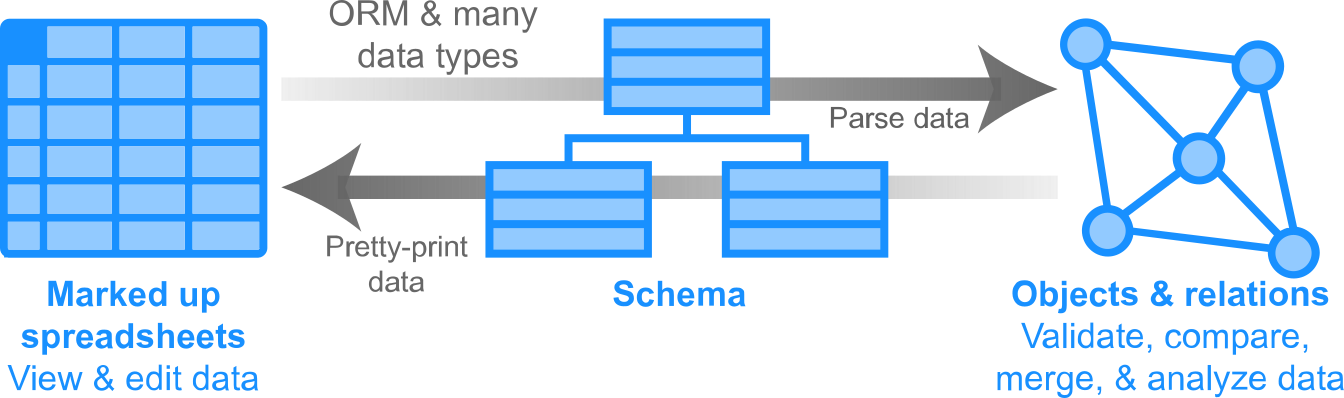 ORM & many
data types
Parse data
Pretty-print
data
Marked up
spreadsheets
View & edit data
Schema
Objects & relations
Validate, compare,
merge, & analyze data